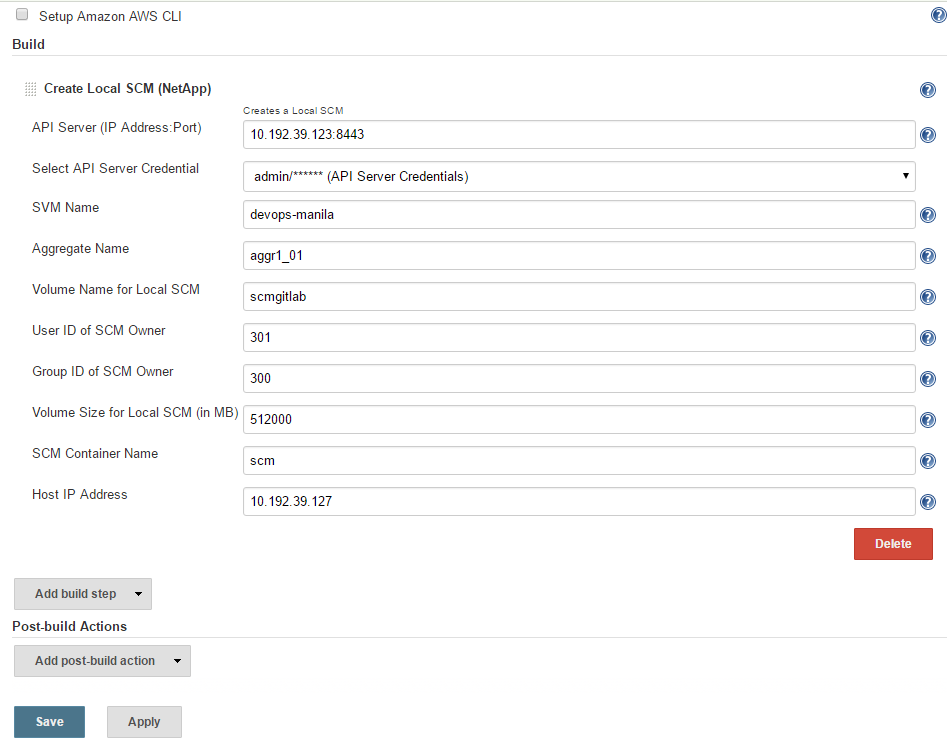 Setup Amazon AWS CLI
Build
Create Local SCM (NetApp)
Creates a Local SCM
API Server (IP Address:Port)
10.192.39.123:8443
Select API Server Credential
admin/****** (API Server Credentials)
SVM Name
devops-manila
Aggregate Name
aggr1_01
Volume Name for Local SCM
scmgitlab
User ID of SCM Owner
301
Group ID of SCM Owner
300
Volume Size for Local SCM (in MB)
512000
SCM Container Name
scm
Host IP Address
10.192.39.127
Delete
Add build step
Post-build Actions
Add post-build action
Save Apply